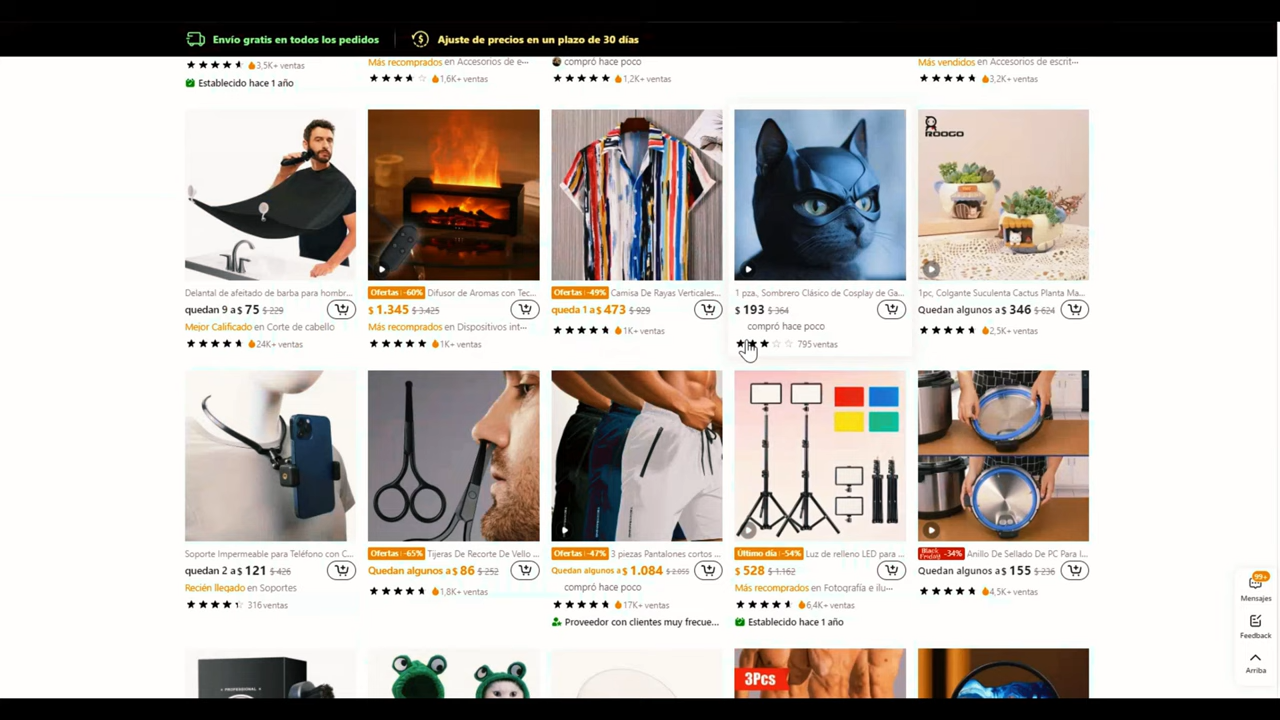 Envío gratis en todos los pedidos
Ajuste de precios en un plazo de 30 días
3,5K+ ventas
Establecido hace 1 año
Más recomprados en Accesorios de e···
1,6K+ ventas
compró hace poco
1,2K+ ventas
Más vendidos en Accesorios de escrit···
3,2K+ ventas
Delantal de afeitado de barba para hombr...
quedan 9 a $ 75 $ 229
Mejor Calificado en Corte de cabello
24K+ ventas
Ofertas -60% Difusor de Aromas con Tec...
$ 1.345 $ 3.425
Más recomprados en Dispositivos int···
1K+ ventas
Ofertas -49% Camisa De Rayas Verticales...
queda 1 a $ 473 $ 929
1K+ ventas
1 pza., Sombrero Clásico de Cosplay de Ga...
$ 193 $ 364
compró hace poco
795 ventas
ROOGO
1pc, Colgante Suculenta Cactus Planta Ma...
Quedan algunos a $ 346 $ 624
2,5K+ ventas
Soporte Impermeable para Teléfono con C...
quedan 2 a $ 121 $ 426
Recién llegado en Soportes
316 ventas
Ofertas -65% Tijeras De Recorte De Vello ...
Quedan algunos a $ 86 $ 252
1,8K+ ventas
Ofertas -47% 3 piezas Pantalones cortos ...
Quedan algunos a $ 1.084 $ 2.055
compró hace poco
17K+ ventas
Proveedor con clientes muy frecue...
Último día -54% Luz de relleno LED para ...
$ 528 $ 1.162
Más recomprados en Fotografía e ilu···
6,4K+ ventas
Establecido hace 1 año
Black Friday -34% Anillo De Sellado De PC Para I...
Quedan algunos a $ 155 $ 236
4,5K+ ventas
PROFESSIONAL
3Pcs
99+
Mensajes
Feedback
Arriba